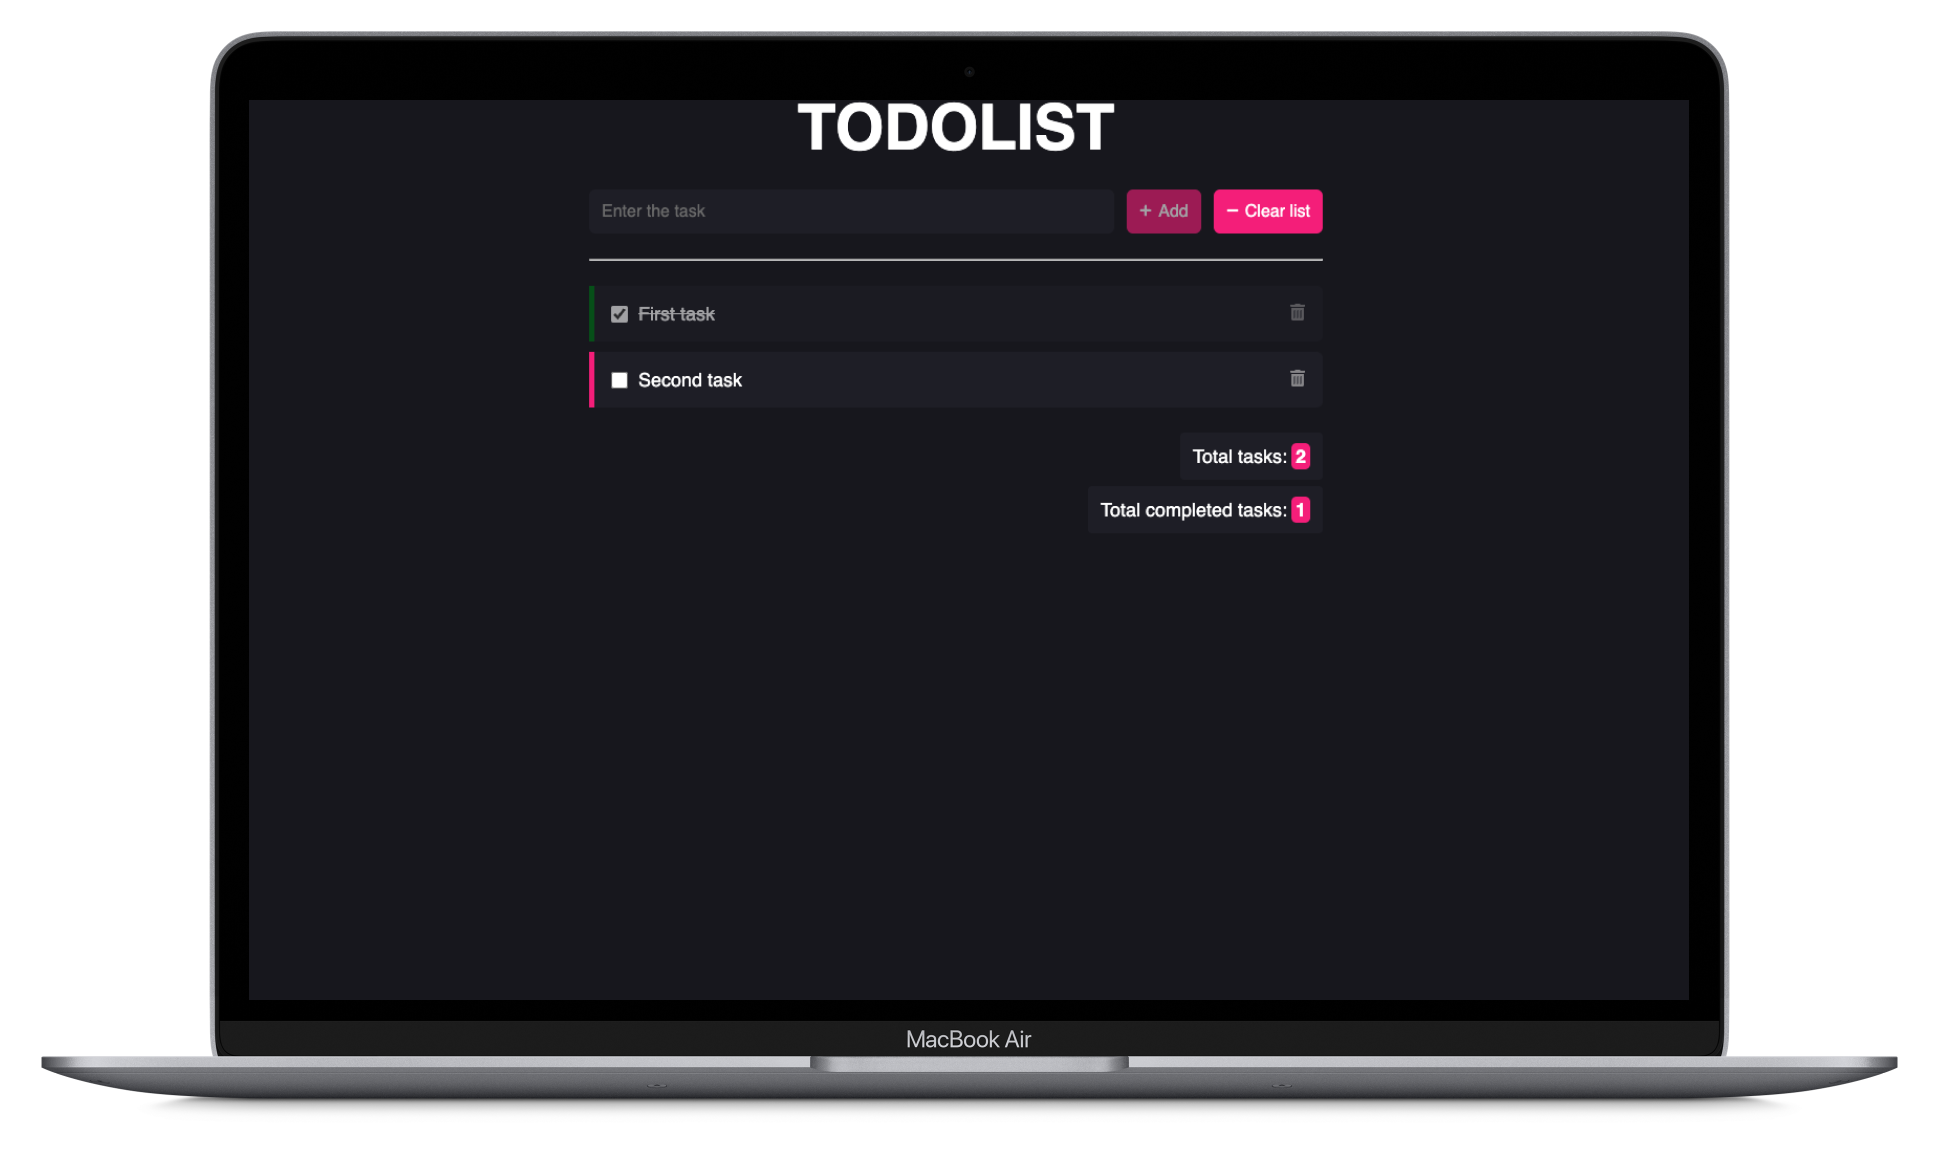 TODOLIST
Enter the task + Add − Clear list
First task
Second task
Total tasks: 2
Total completed tasks: 1
MacBook Air